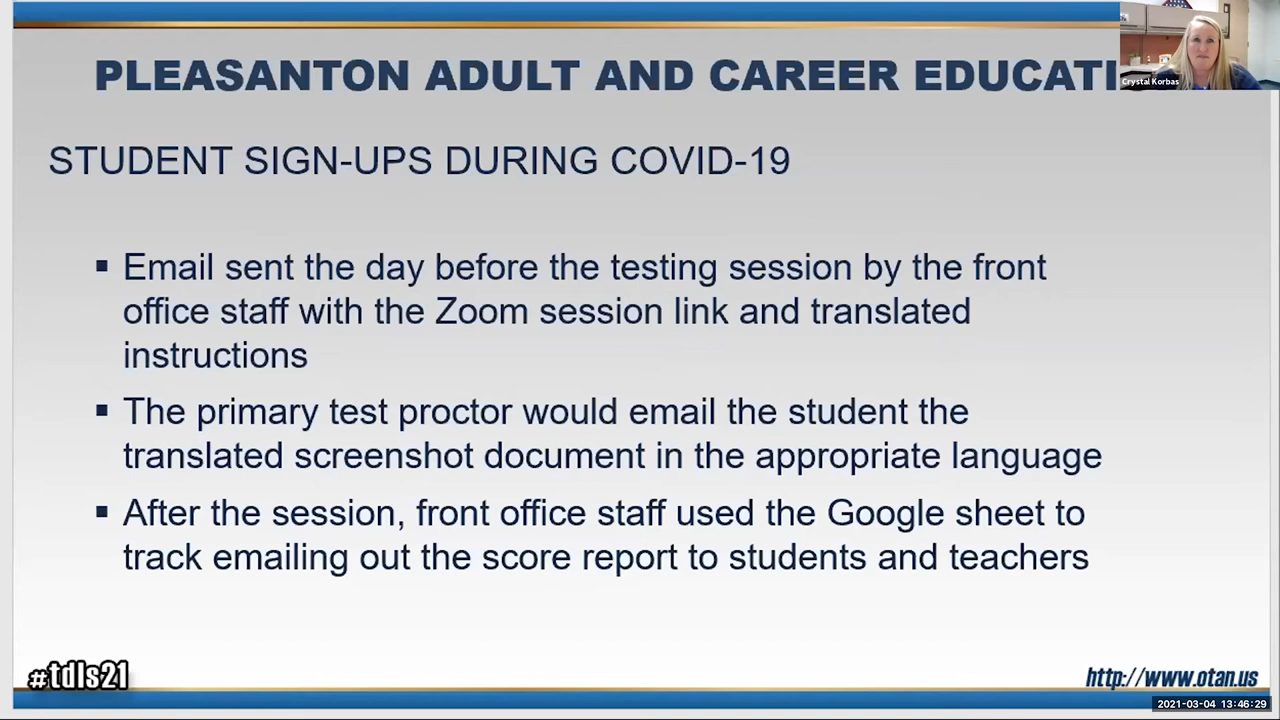 PLEASANTON ADULT AND CAREER EDUCATI
Crystal Korbas
STUDENT SIGN-UPS DURING COVID-19
▪ Email sent the day before the testing session by the front
office staff with the Zoom session link and translated
instructions
▪ The primary test proctor would email the student the
translated screenshot document in the appropriate language
▪ After the session, front office staff used the Google sheet to
track emailing out the score report to students and teachers
#tdls21
http://www.otan.us
2021-03-04 13:46:29